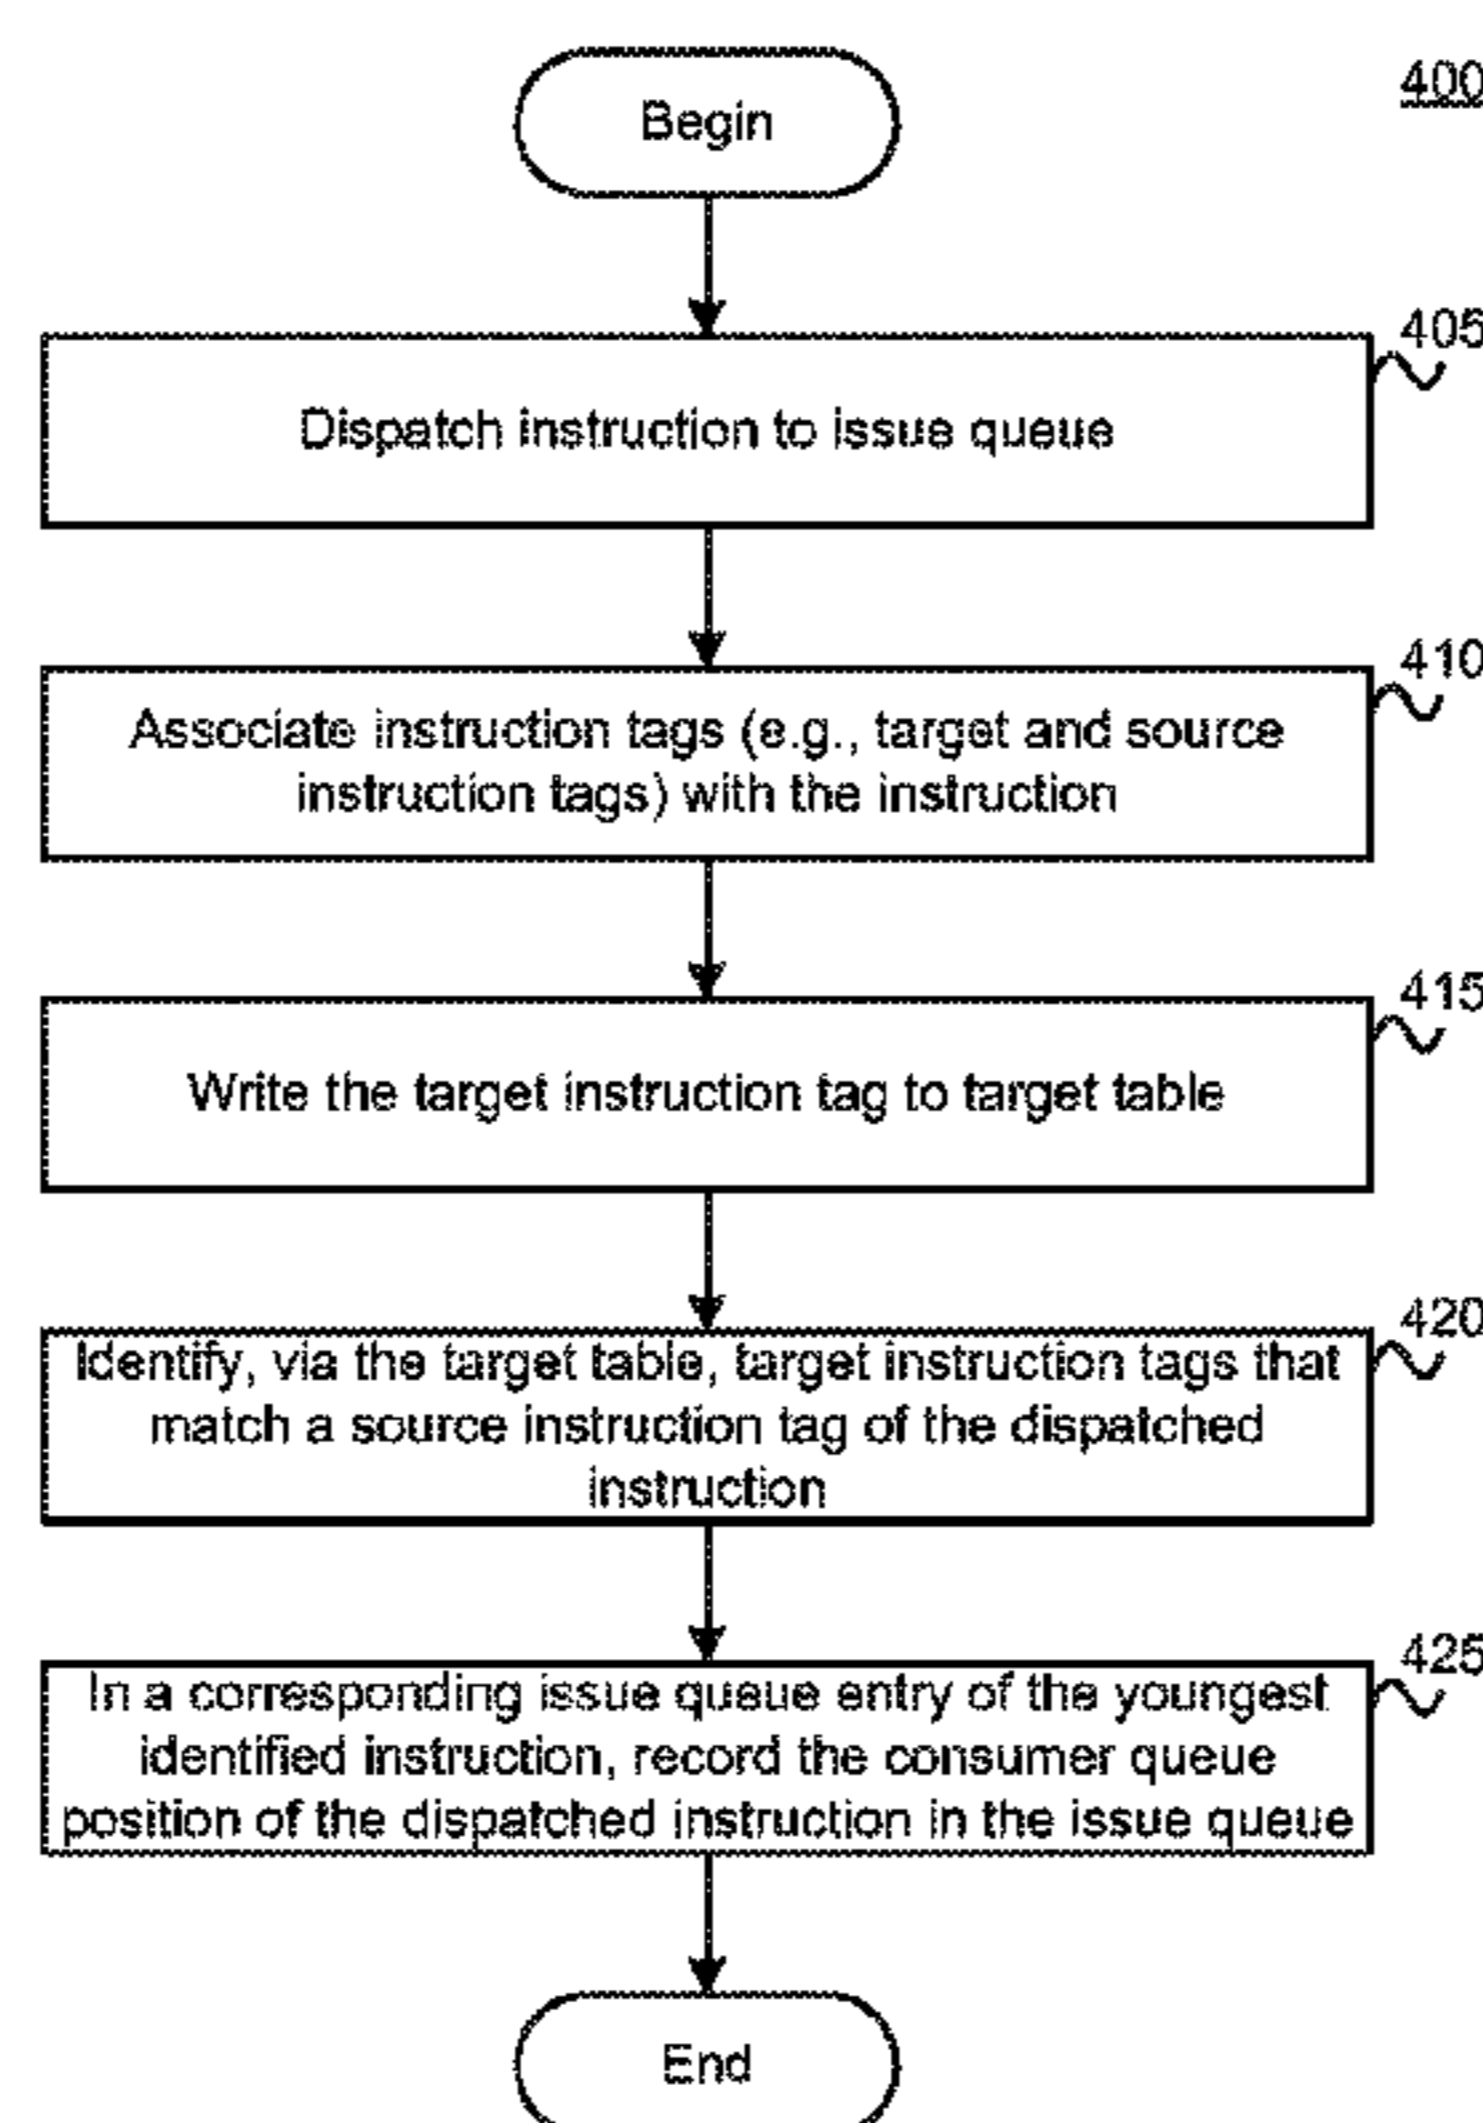 400
Begin
405
Dispatch instruction to issue queue
410
Associate instruction tags (e.g., target and source
instruction tags) with the instruction
415
Write the target instruction tag to target table
420
Identify, via the target table, target instruction tags that
match a source instruction tag of the dispatched
instruction
425
In a corresponding issue queue entry of the youngest
identified instruction, record the consumer queue
position of the dispatched instruction in the issue queue
End